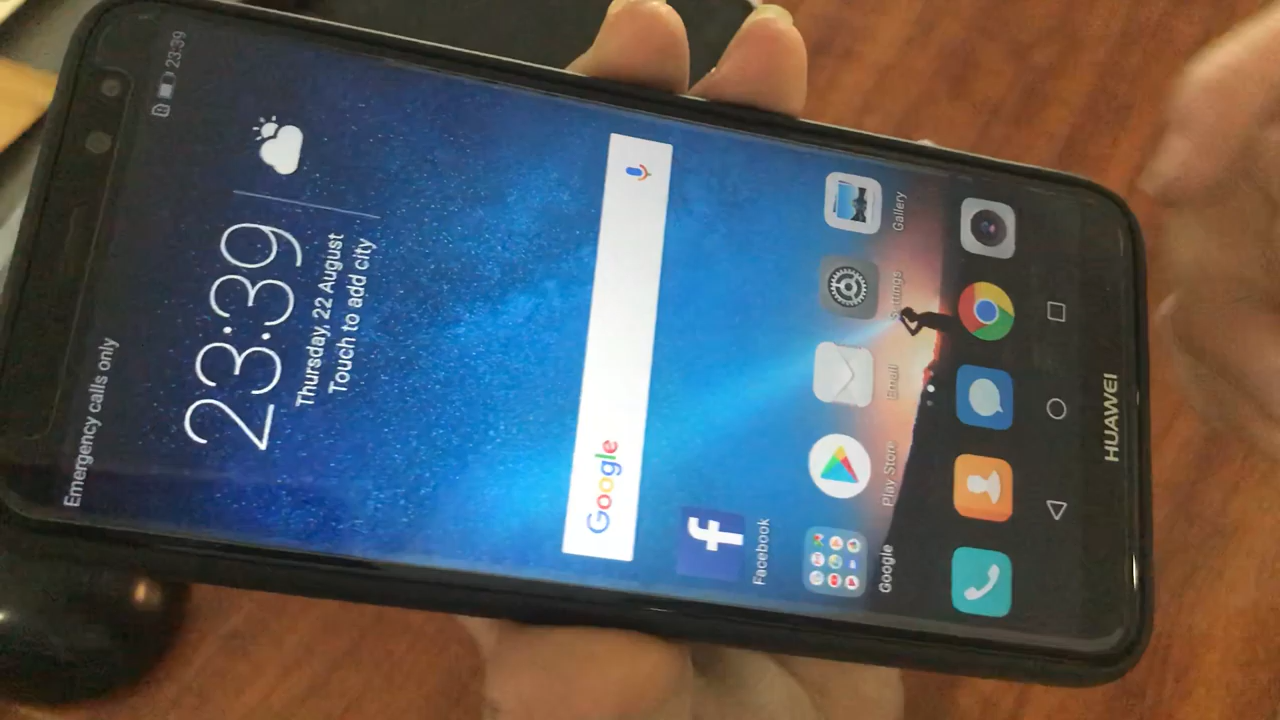 Emergency calls only
23:39
23:39
Thursday, 22 August
Touch to add city
Google
Facebook
Google
Play Store
Email
Settings
Gallery
HUAWEI